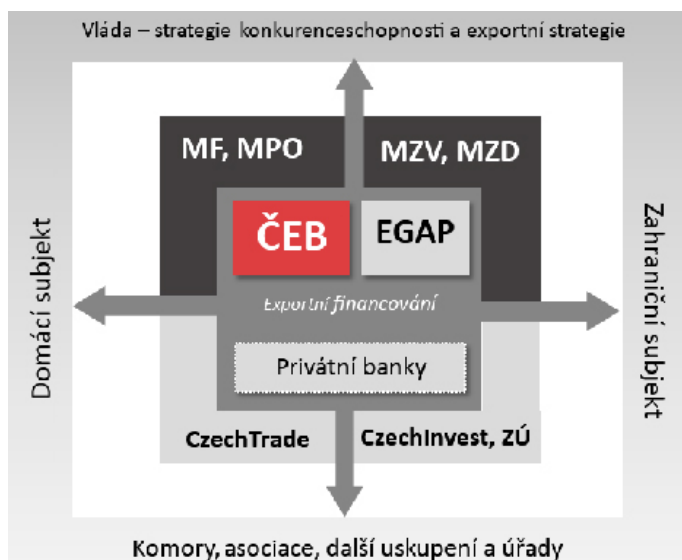 Vláda – strategie konkurenceschopnosti a exportní strategie
MF, MPO
MZV, MZD
ČEB
EGAP
Domácí subjekt
Exportní financování
Zahraniční subjekt
Privátní banky
CzechTrade
CzechInvest, ZÚ
Komory, asociace, další uskupení a úřady